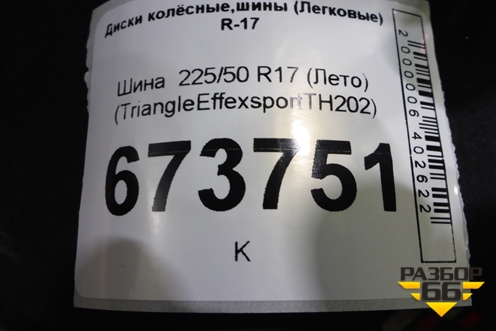 Диски колёсные,шины (Легковые)
R-17
Шина 225/50 R17 (Лето)
(TriangleEffexsportTH202)
673751
K
2000006402622
РАЗБОР
66